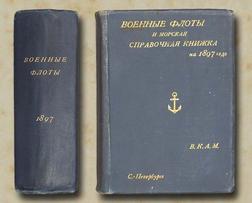 ВОЕННЫЕ
ФЛОТЫ
1897
ВОЕННЫЕ ФЛОТЫ
И МОРСКАЯ
СПРАВОЧНАЯ КНИЖКА
на 1897 годъ
В.К.А.М.
С.-Петербургъ